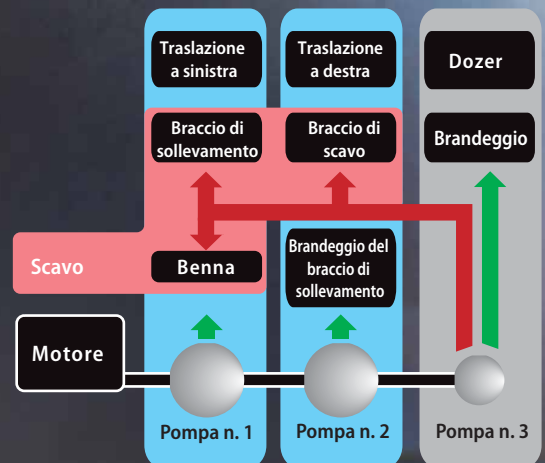 Traslazione
a sinistra
Traslazione
a destra
Dozer
Braccio di
sollevamento
Braccio di
scavo
Brandeggio
Scavo
Benna
Brandeggio del
braccio di
sollevamento
Motore
Pompa n. 1
Pompa n. 2
Pompa n. 3